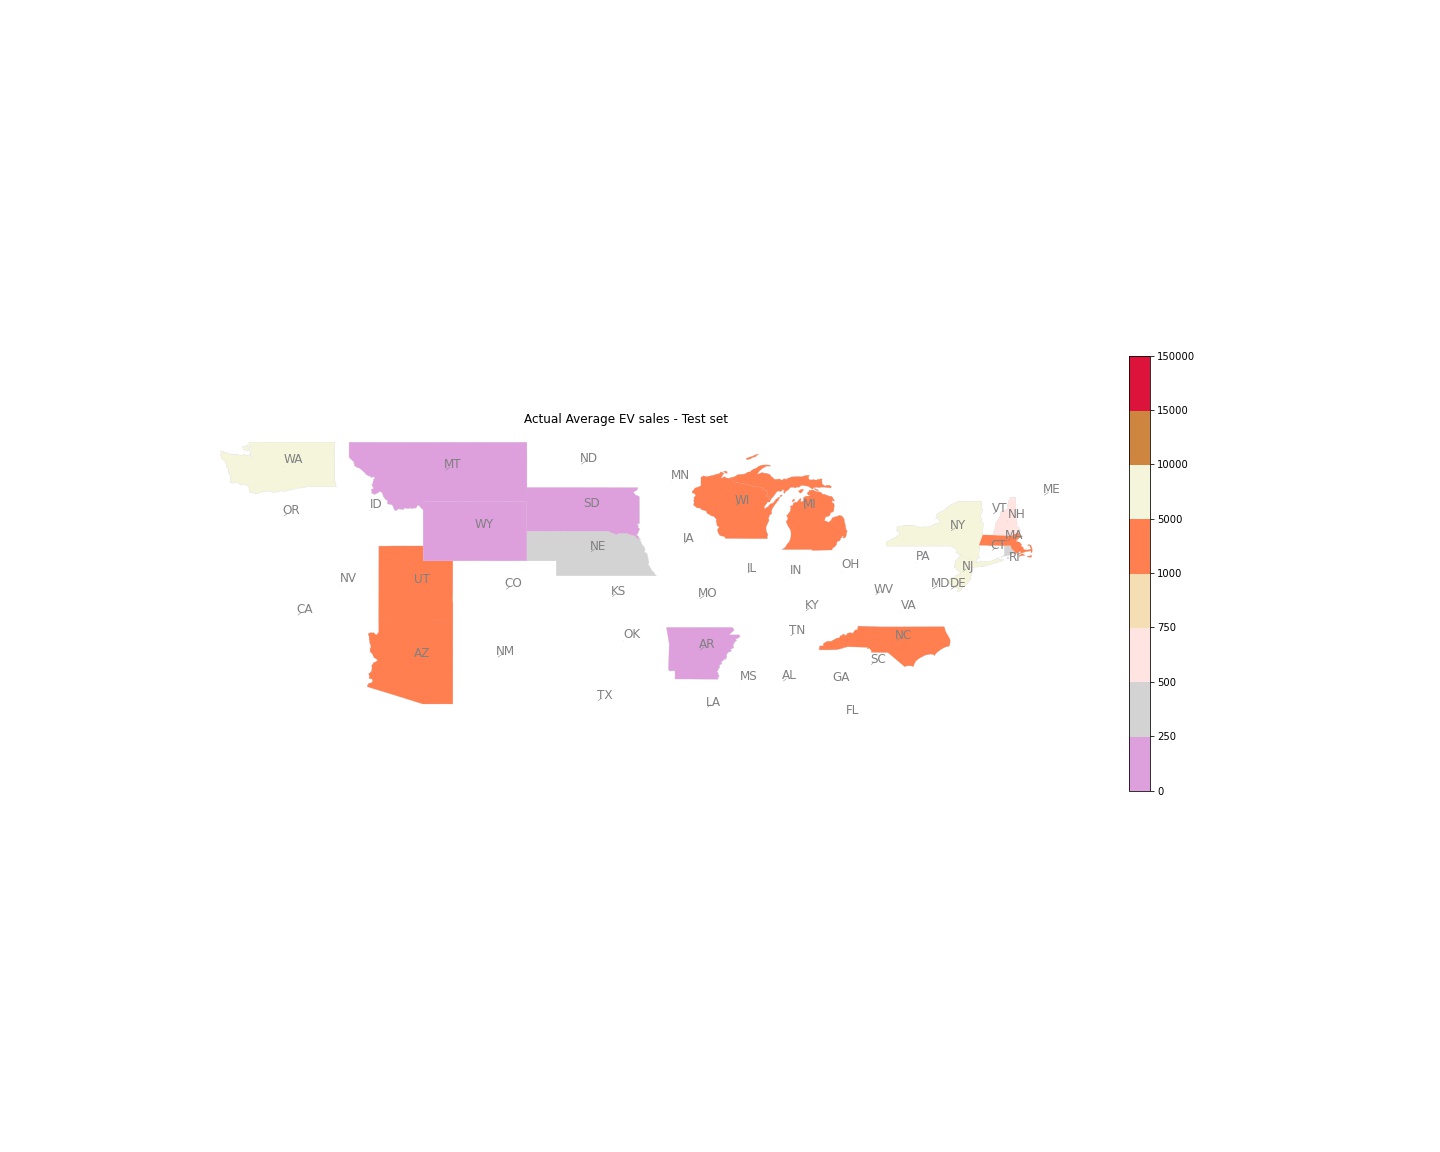 Actual Average EV sales - Test set
WA
MT
ND
MN
ME
OR
ID
WY
SD
WI
MI
VT
NH
NY
MA
IA
NE
CT
RI
PA
NJ
NV
UT
CO
KS
MO
IL
IN
OH
WV
MD
DE
CA
KY
VA
AZ
NM
OK
AR
TN
NC
SC
TX
LA
MS
AL
GA
FL
150000
15000
10000
5000
1000
750
500
250
0